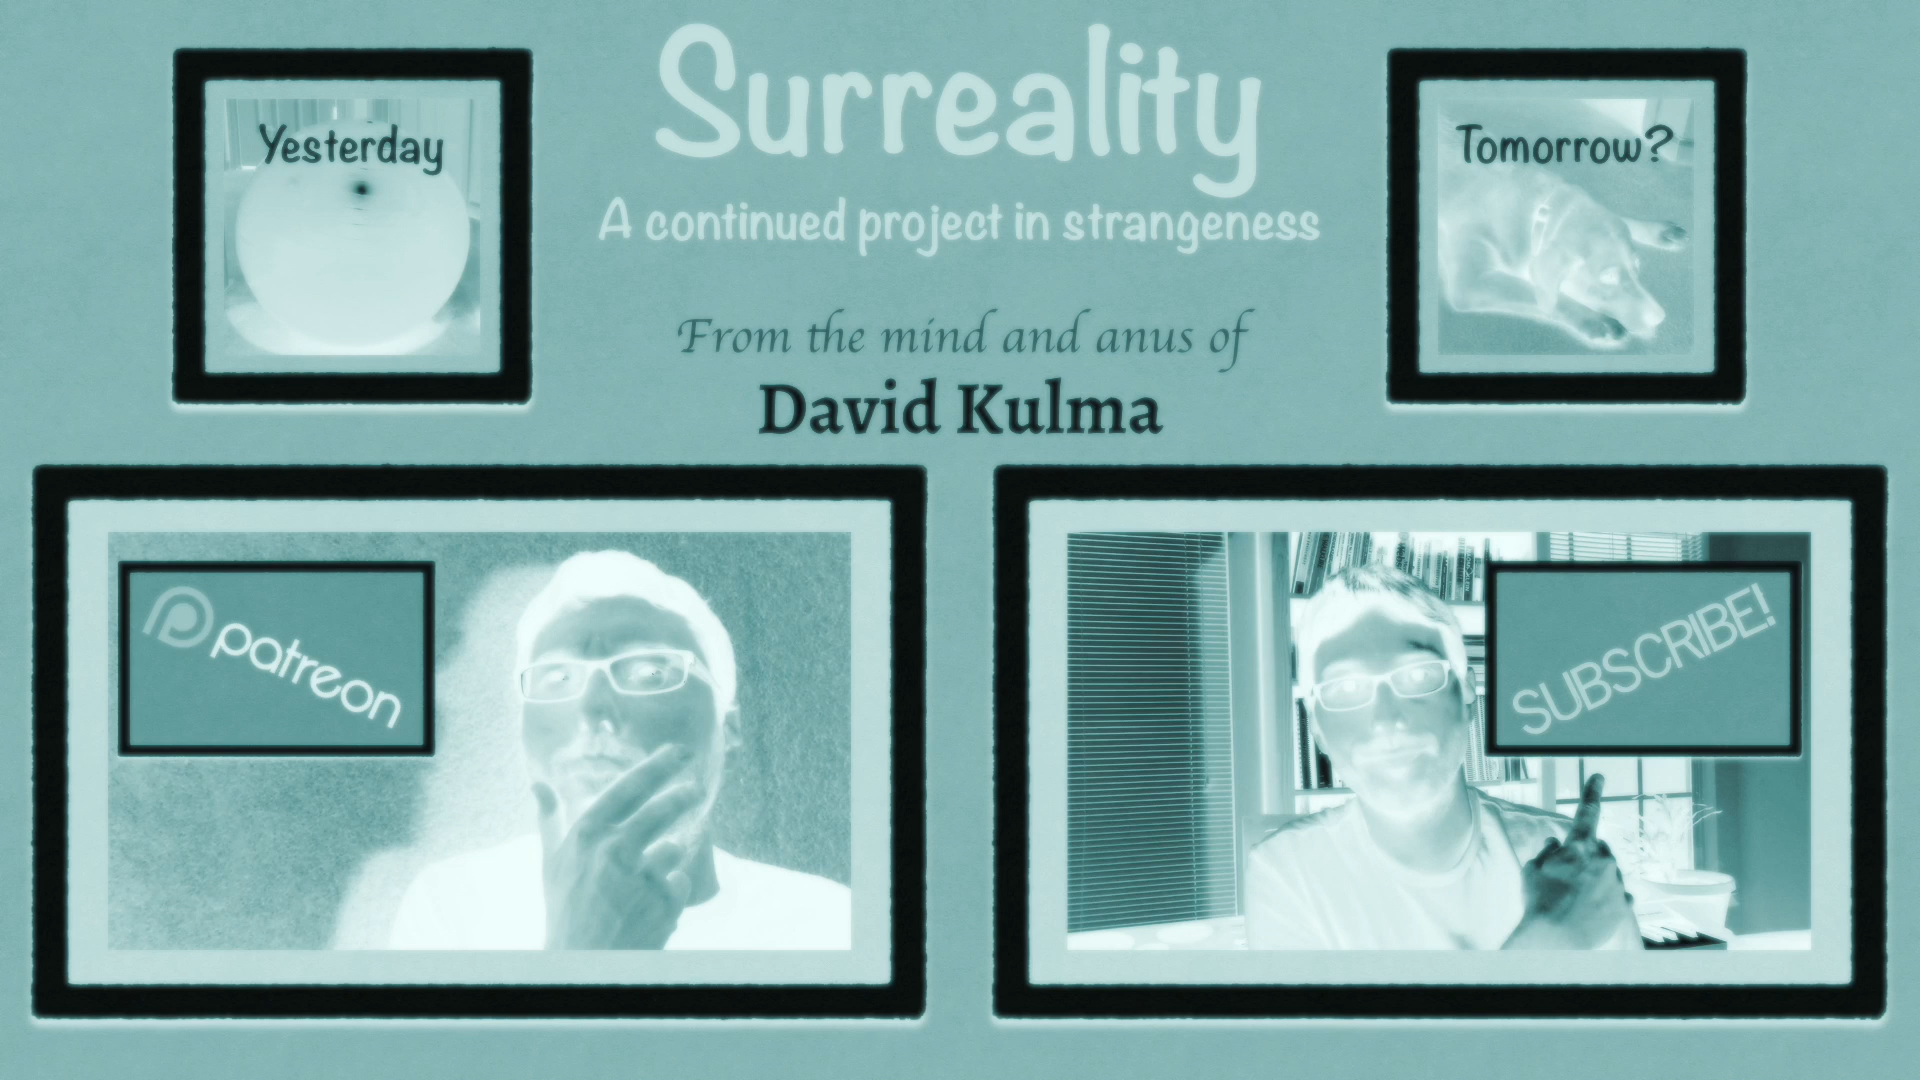 Surreality
Yesterday
Tomorrow?
A continued project in strangeness
From the mind and anus of
David Kulma
patreon
SUBSCRIBE!